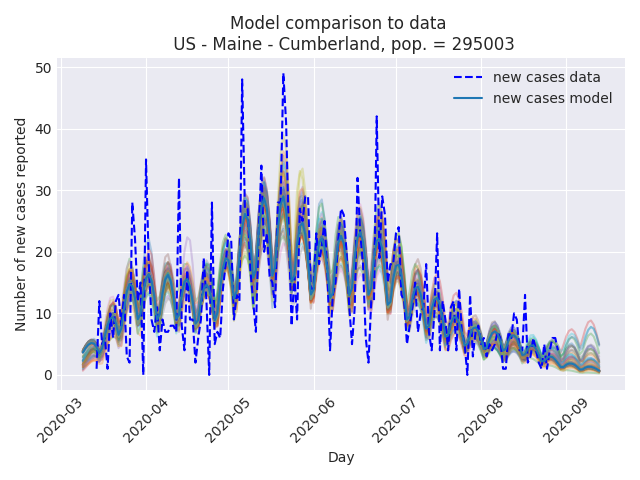 Model comparison to data
US - Maine - Cumberland, pop. = 295003
new cases data
new cases model
Number of new cases reported
50
40
30
20
10
0
2020-03
2020-04
2020-05
2020-06
2020-07
2020-08
2020-09
Day